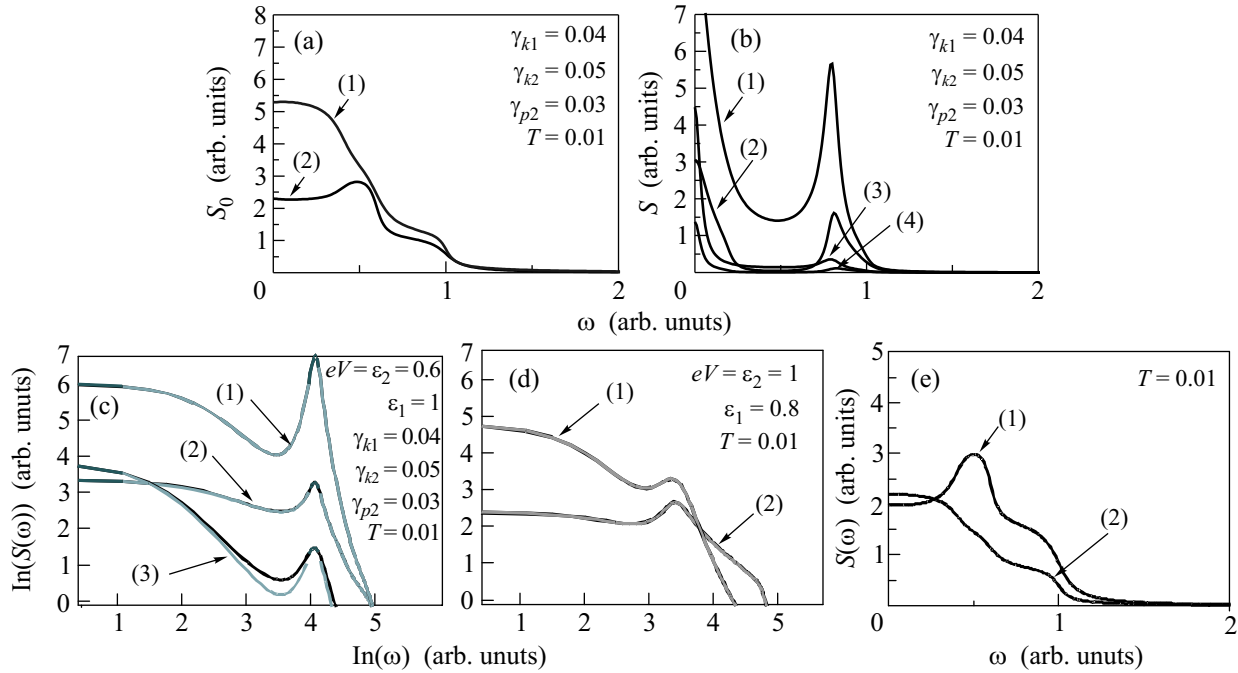 8
7
6
5
4
3
2
1
0
1
2
S₀ (arb. units)
(a)
(1)
(2)
γk1 = 0.04
γk2 = 0.05
γp2 = 0.03
T = 0.01
7
6
5
4
3
2
1
0
1
2
S (arb. units)
(b)
(1)
(2)
(3)
(4)
γk1 = 0.04
γk2 = 0.05
γp2 = 0.03
T = 0.01
ω (arb. unuts)
7
6
5
4
3
2
1
0
1
2
3
4
5
In(S(ω)) (arb. unuts)
(c)
(1)
(2)
(3)
eV = ε₂ = 0.6
ε₁ = 1
γk1 = 0.04
γk2 = 0.05
γp2 = 0.03
T = 0.01
7
6
5
4
3
2
1
0
1
2
3
4
5
(d)
(1)
(2)
eV = ε₂ = 1
ε₁ = 0.8
T = 0.01
In(ω) (arb. unuts)
5
4
3
2
1
0
1
2
S(ω) (arb. units)
(e)
(1)
(2)
T = 0.01
ω (arb. unuts)